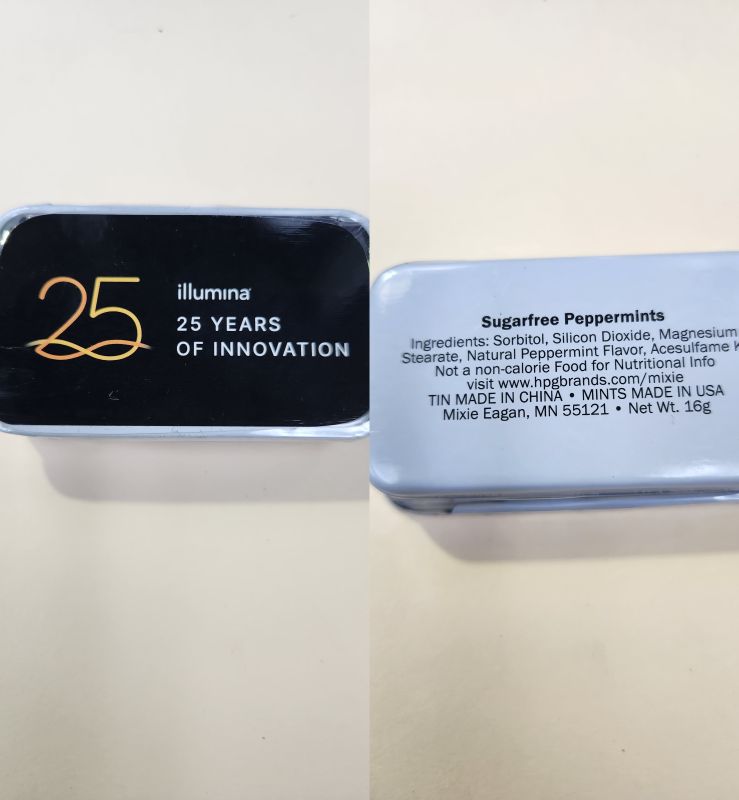 25
illumına
25 YEARS
OF INNOVATION
Sugarfree Peppermints
Ingredients: Sorbitol, Silicon Dioxide, Magnesium
Stearate, Natural Peppermint Flavor, Acesulfame K
Not a non-calorie Food for Nutritional Info
visit www.hpgbrands.com/mixie
TIN MADE IN CHINA • MINTS MADE IN USA
Mixie Eagan, MN 55121 • Net Wt. 16g